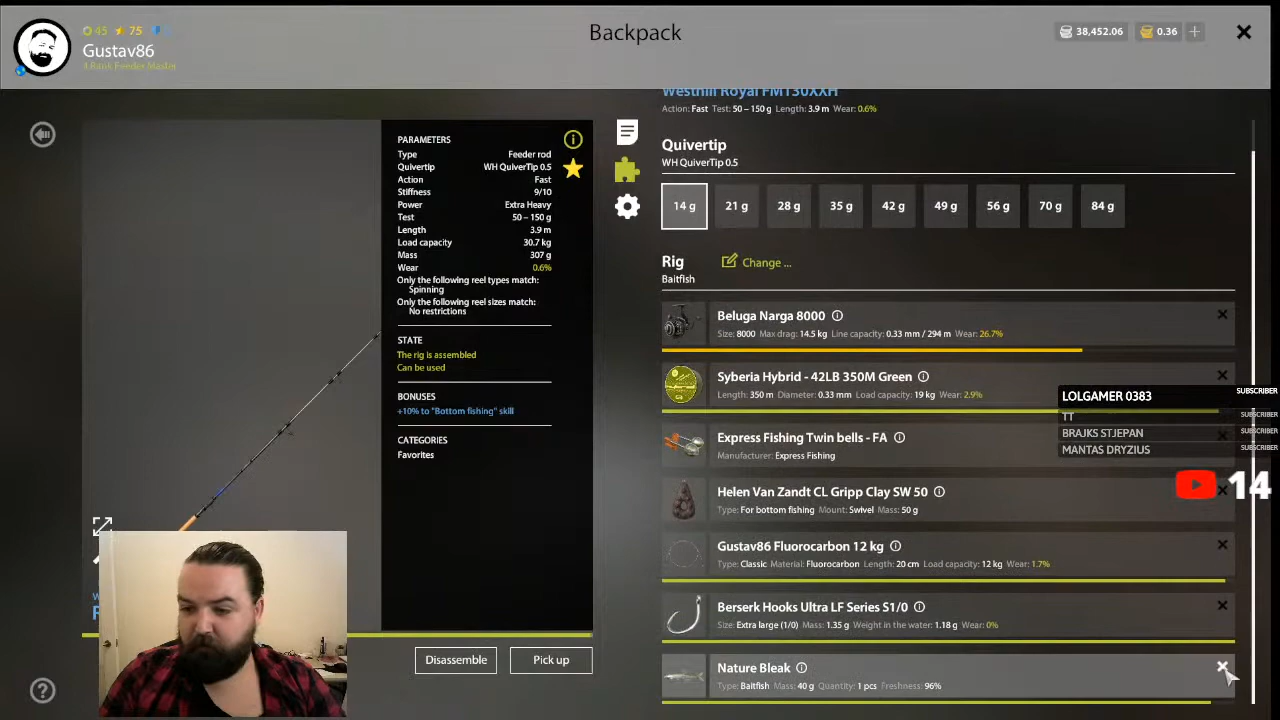 45 75
Gustav86
4 Rank Feeder Master
Backpack
38,452.06 0.36
Westhill Royal FM130XXH
Action: Fast Test: 50 – 150 g Length: 3.9 m Wear: 0.6%
PARAMETERS
Type Feeder rod
Quivertip WH QuiverTip 0.5
Action Fast
Stiffness 9/10
Power Extra Heavy
Test 50 – 150 g
Length 3.9 m
Load capacity 30.7 kg
Mass 307 g
Wear 0.6%
Only the following reel types match:
Spinning
Only the following reel sizes match:
No restrictions
STATE
The rig is assembled
Can be used
BONUSES
+10% to "Bottom fishing" skill
CATEGORIES
Favorites
Disassemble
Pick up
Quivertip
WH QuiverTip 0.5
14 g 21 g 28 g 35 g 42 g 49 g 56 g 70 g 84 g
Rig Change ...
Baitfish
Beluga Narga 8000
Size: 8000 Max drag: 14.5 kg Line capacity: 0.33 mm / 294 m Wear: 26.7%
Syberia Hybrid - 42LB 350M Green
Length: 350 m Diameter: 0.33 mm Load capacity: 19 kg Wear: 2.9%
Express Fishing Twin bells - FA
Manufacturer: Express Fishing
Helen Van Zandt CL Gripp Clay SW 50
Type: For bottom fishing Mount: Swivel Mass: 50 g
Gustav86 Fluorocarbon 12 kg
Type: Classic Material: Fluorocarbon Length: 20 cm Load capacity: 12 kg Wear: 1.7%
Berserk Hooks Ultra LF Series S1/0
Size: Extra large (1/0) Mass: 1.35 g Weight in the water: 1.18 g Wear: 0%
Nature Bleak
Type: Baitfish Mass: 40 g Quantity: 1 pcs Freshness: 96%
LOLGAMER 0383 SUBSCRIBER
TT SUBSCRIBER
BRAJKS STJEPAN SUBSCRIBER
MANTAS DRYZIUS SUBSCRIBER
14